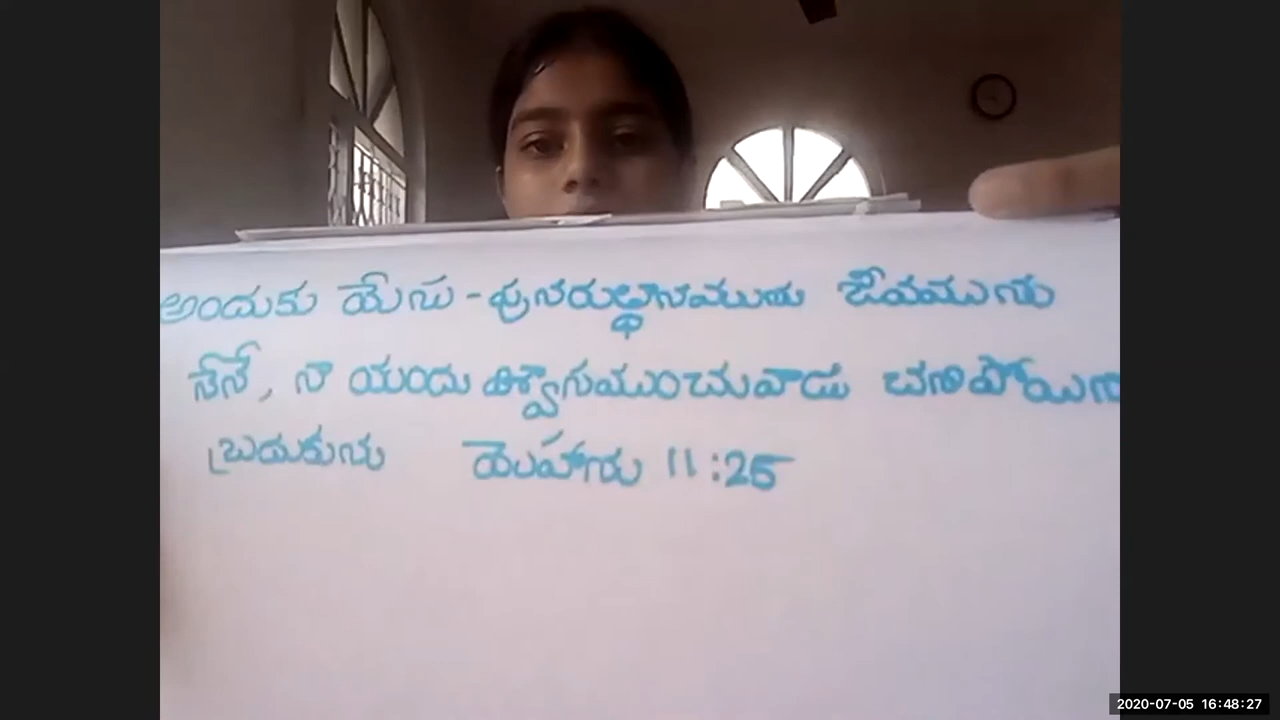 అందుకు యేసు - పునరుత్థానమును జీవమును
నేనే, నా యందు విశ్వాసముంచువాడు చనిపోయిన
బ్రదుకును యెహాను 11:25
2020-07-05 16:48:27